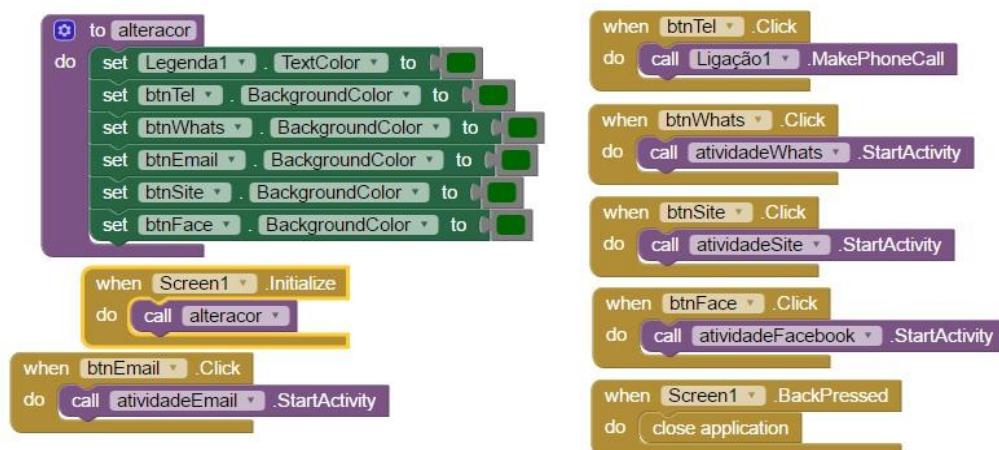 to alteracor
do set Legenda1 . TextColor to
set btnTel . BackgroundColor to
set btnWhats . BackgroundColor to
set btnEmail . BackgroundColor to
set btnSite . BackgroundColor to
set btnFace . BackgroundColor to
when Screen1 .Initialize
do call alteracor
when btnEmail .Click
do call atividadeEmail .StartActivity
when btnTel .Click
do call Ligação1 .MakePhoneCall
when btnWhats .Click
do call atividadeWhats .StartActivity
when btnSite .Click
do call atividadeSite .StartActivity
when btnFace .Click
do call atividadeFacebook .StartActivity
when Screen1 .BackPressed
do close application